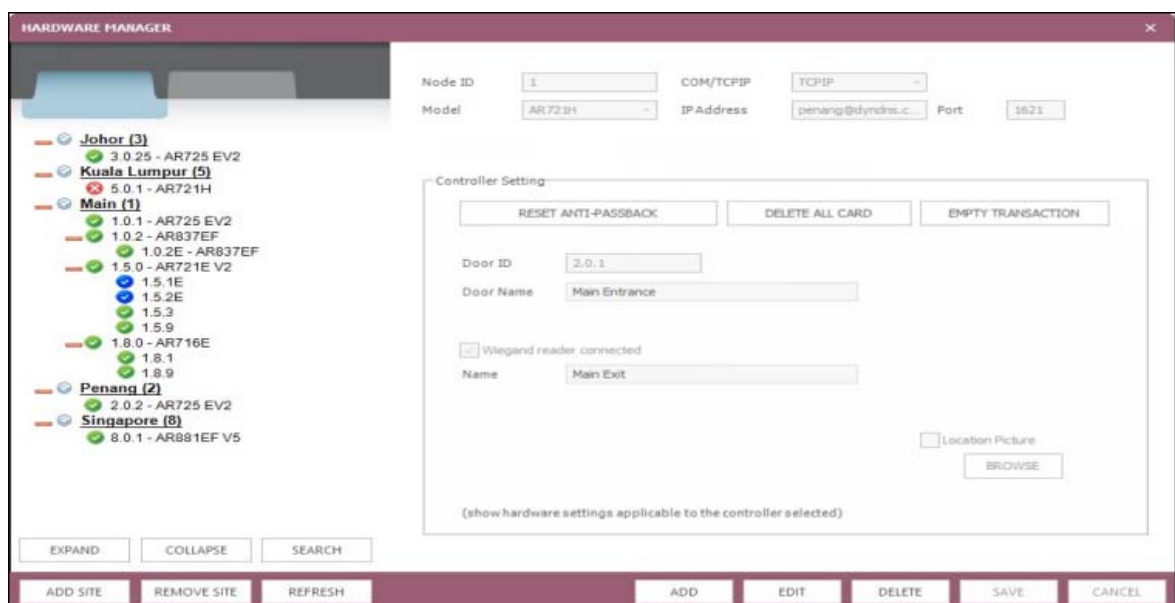 HARDWARE MANAGER
Node ID 1 COM/TCPIP TCPIP
Model AR721H IP Address penang@dyndns.c... Port 1621
Johor (3)
3.0.25 - AR725 EV2
Kuala Lumpur (5)
5.0.1 - AR721H
Main (1)
1.0.1 - AR725 EV2
1.0.2 - AR837EF
1.0.2E - AR837EF
1.5.0 - AR721E V2
1.5.1E
1.5.2E
1.5.3
1.5.9
1.8.0 - AR716E
1.8.1
1.8.9
Penang (2)
2.0.2 - AR725 EV2
Singapore (8)
8.0.1 - AR881EF V5
EXPAND COLLAPSE SEARCH
Controller Setting
RESET ANTI-PASSBACK DELETE ALL CARD EMPTY TRANSACTION
Door ID 2.0.1
Door Name Main Entrance
Wiegand reader connected
Name Main Exit
Location Picture
BROWSE
(show hardware settings applicable to the controller selected)
ADD SITE REMOVE SITE REFRESH ADD EDIT DELETE SAVE CANCEL